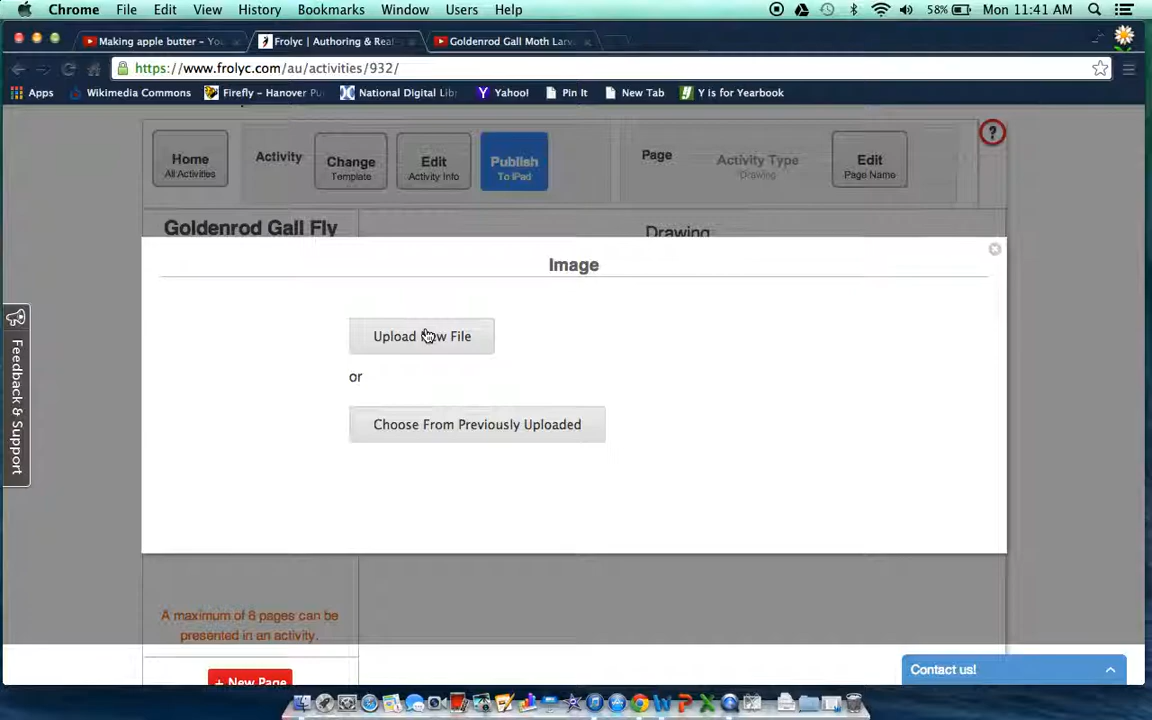 Chrome File Edit View History Bookmarks Window Users Help 58% Mon 11:41 AM
Making apple butter – Yo Frolyc | Authoring & Rea Goldenrod Gall Moth Larv
https://www.frolyc.com/au/activities/932/
Apps Wikimedia Commons Firefly – Hanover Pu National Digital Lib Yahoo! Pin It New Tab Y is for Yearbook
Home
All Activities
Activity
Change
Template
Edit
Activity Info
Publish
To iPad
Page
Activity Type
Drawing
Edit
Page Name
?
Goldenrod Gall Fly
Drawing
Image
Upload New File
or
Choose From Previously Uploaded
Feedback & Support
A maximum of 8 pages can be
presented in an activity.
+ New Page
Contact us!